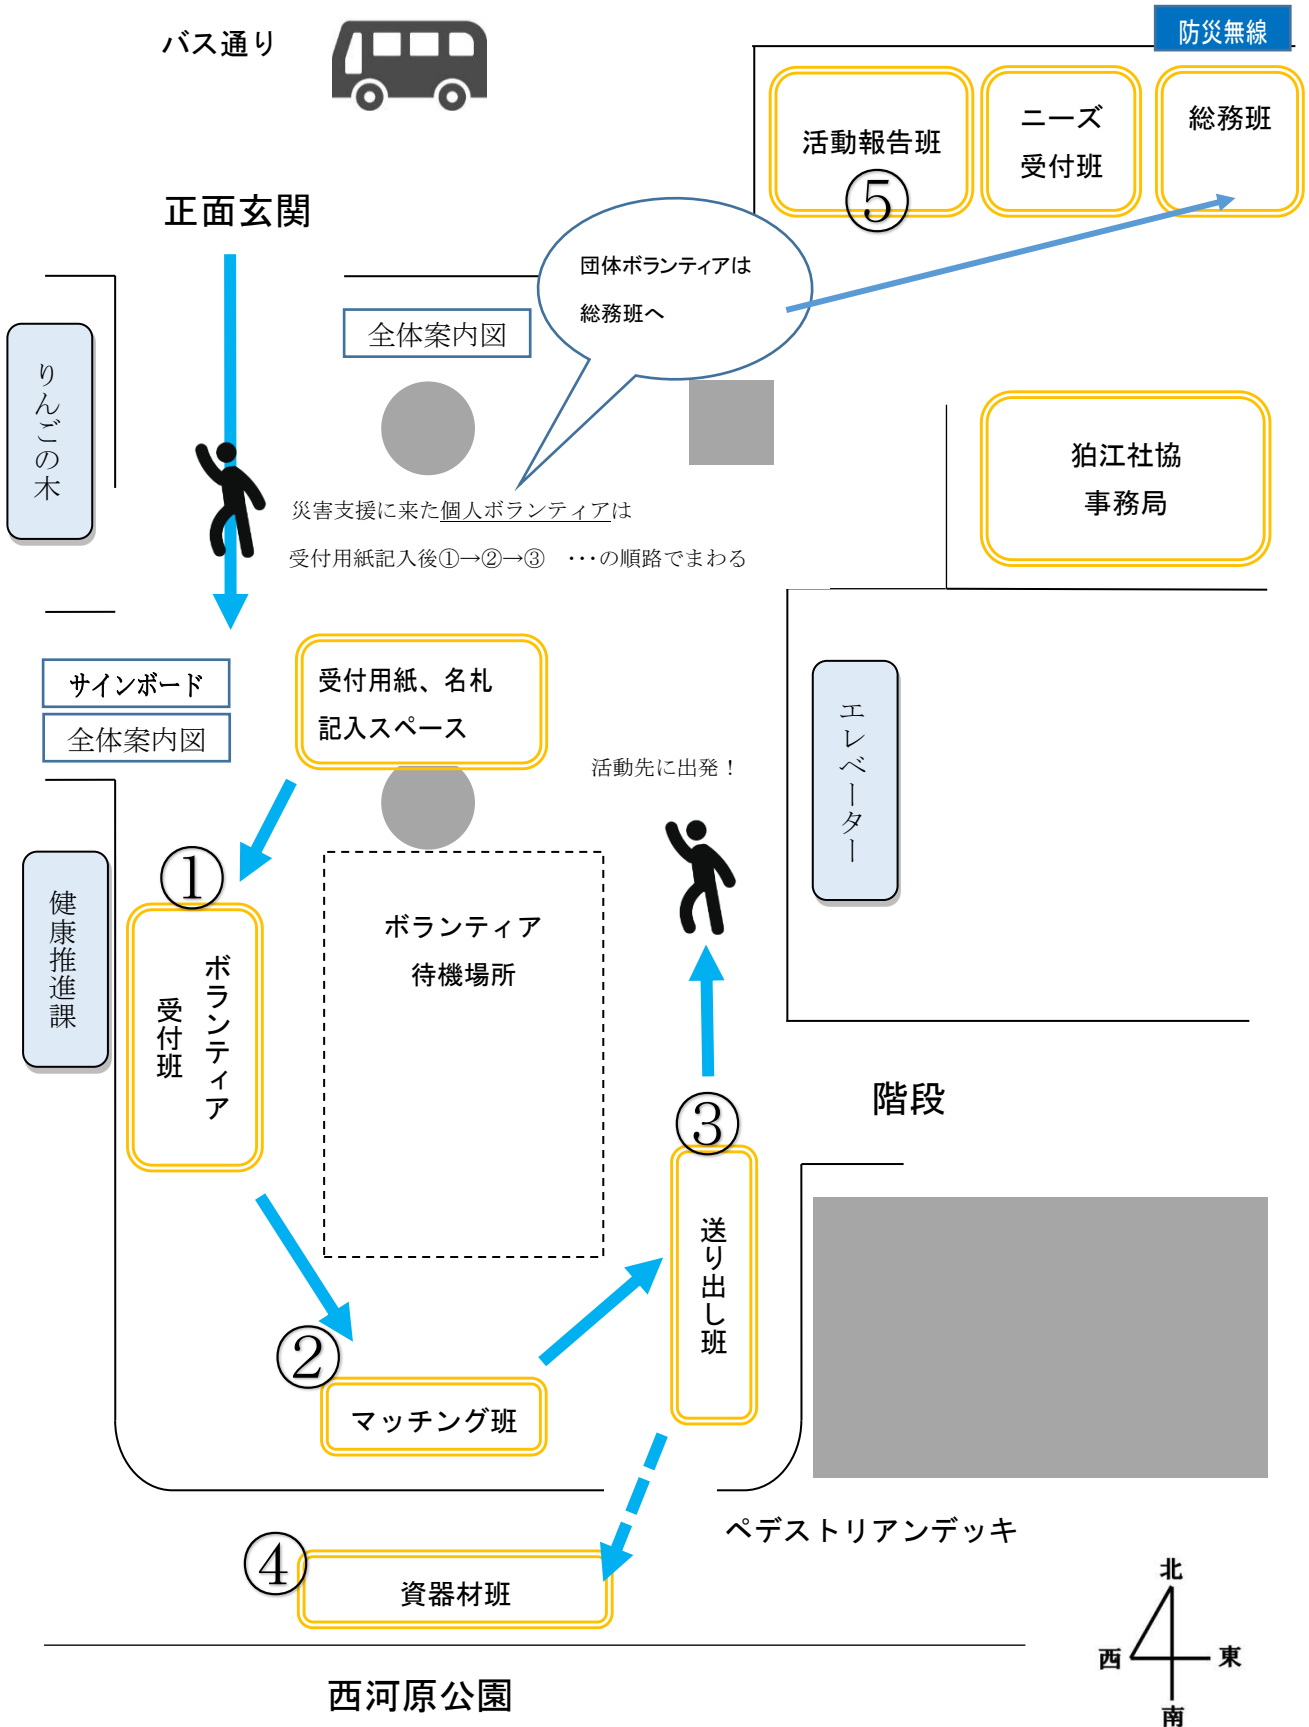 バス通り
防災無線
活動報告班
⑤
ニーズ
受付班
総務班
正面玄関
団体ボランティアは
総務班へ
全体案内図
りんごの木
狛江社協
事務局
災害支援に来た個人ボランティアは
受付用紙記入後①→②→③　・・・の順路でまわる
サインボード
全体案内図
受付用紙、名札
記入スペース
活動先に出発！
エレベーター
①
健康推進課
ボランティア
受付班
ボランティア
待機場所
階段
③
送り出し班
②
マッチング班
ペデストリアンデッキ
④
資器材班
北
西
東
南
西河原公園